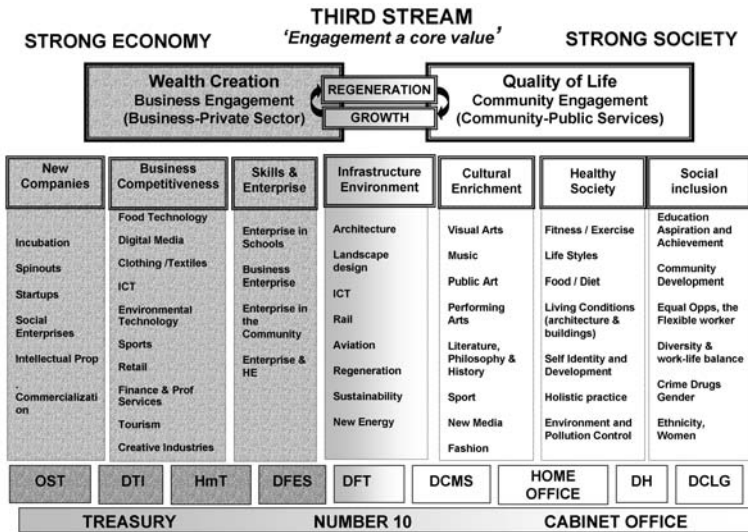 THIRD STREAM
STRONG ECONOMY
'Engagement a core value'
STRONG SOCIETY
Wealth Creation
Business Engagement
(Business-Private Sector)
REGENERATION
GROWTH
Quality of Life
Community Engagement
(Community-Public Services)
New
Companies
Incubation
Spinouts
Startups
Social
Enterprises
Intellectual Prop
.
Commercializati
on
Business
Competitiveness
Food Technology
Digital Media
Clothing /Textiles
ICT
Environmental
Technology
Sports
Retail
Finance & Prof
Services
Tourism
Creative Industries
Skills &
Enterprise
Enterprise in
Schools
Business
Enterprise
Enterprise in
the
Community
Enterprise &
HE
Infrastructure
Environment
Architecture
Landscape
design
ICT
Rail
Aviation
Regeneration
Sustainability
New Energy
Cultural
Enrichment
Visual Arts
Music
Public Art
Performing
Arts
Literature,
Philosophy &
History
Sport
New Media
Fashion
Healthy
Society
Fitness / Exercise
Life Styles
Food / Diet
Living Conditions
(architecture &
buildings)
Self Identity and
Development
Holistic practice
Environment and
Pollution Control
Social
inclusion
Education
Aspiration and
Achievement
Community
Development
Equal Opps, the
Flexible worker
Diversity &
work-life balance
Crime Drugs
Gender
Ethnicity,
Women
OST
DTI
HmT
DFES
DFT
DCMS
HOME
OFFICE
DH
DCLG
TREASURY
NUMBER 10
CABINET OFFICE